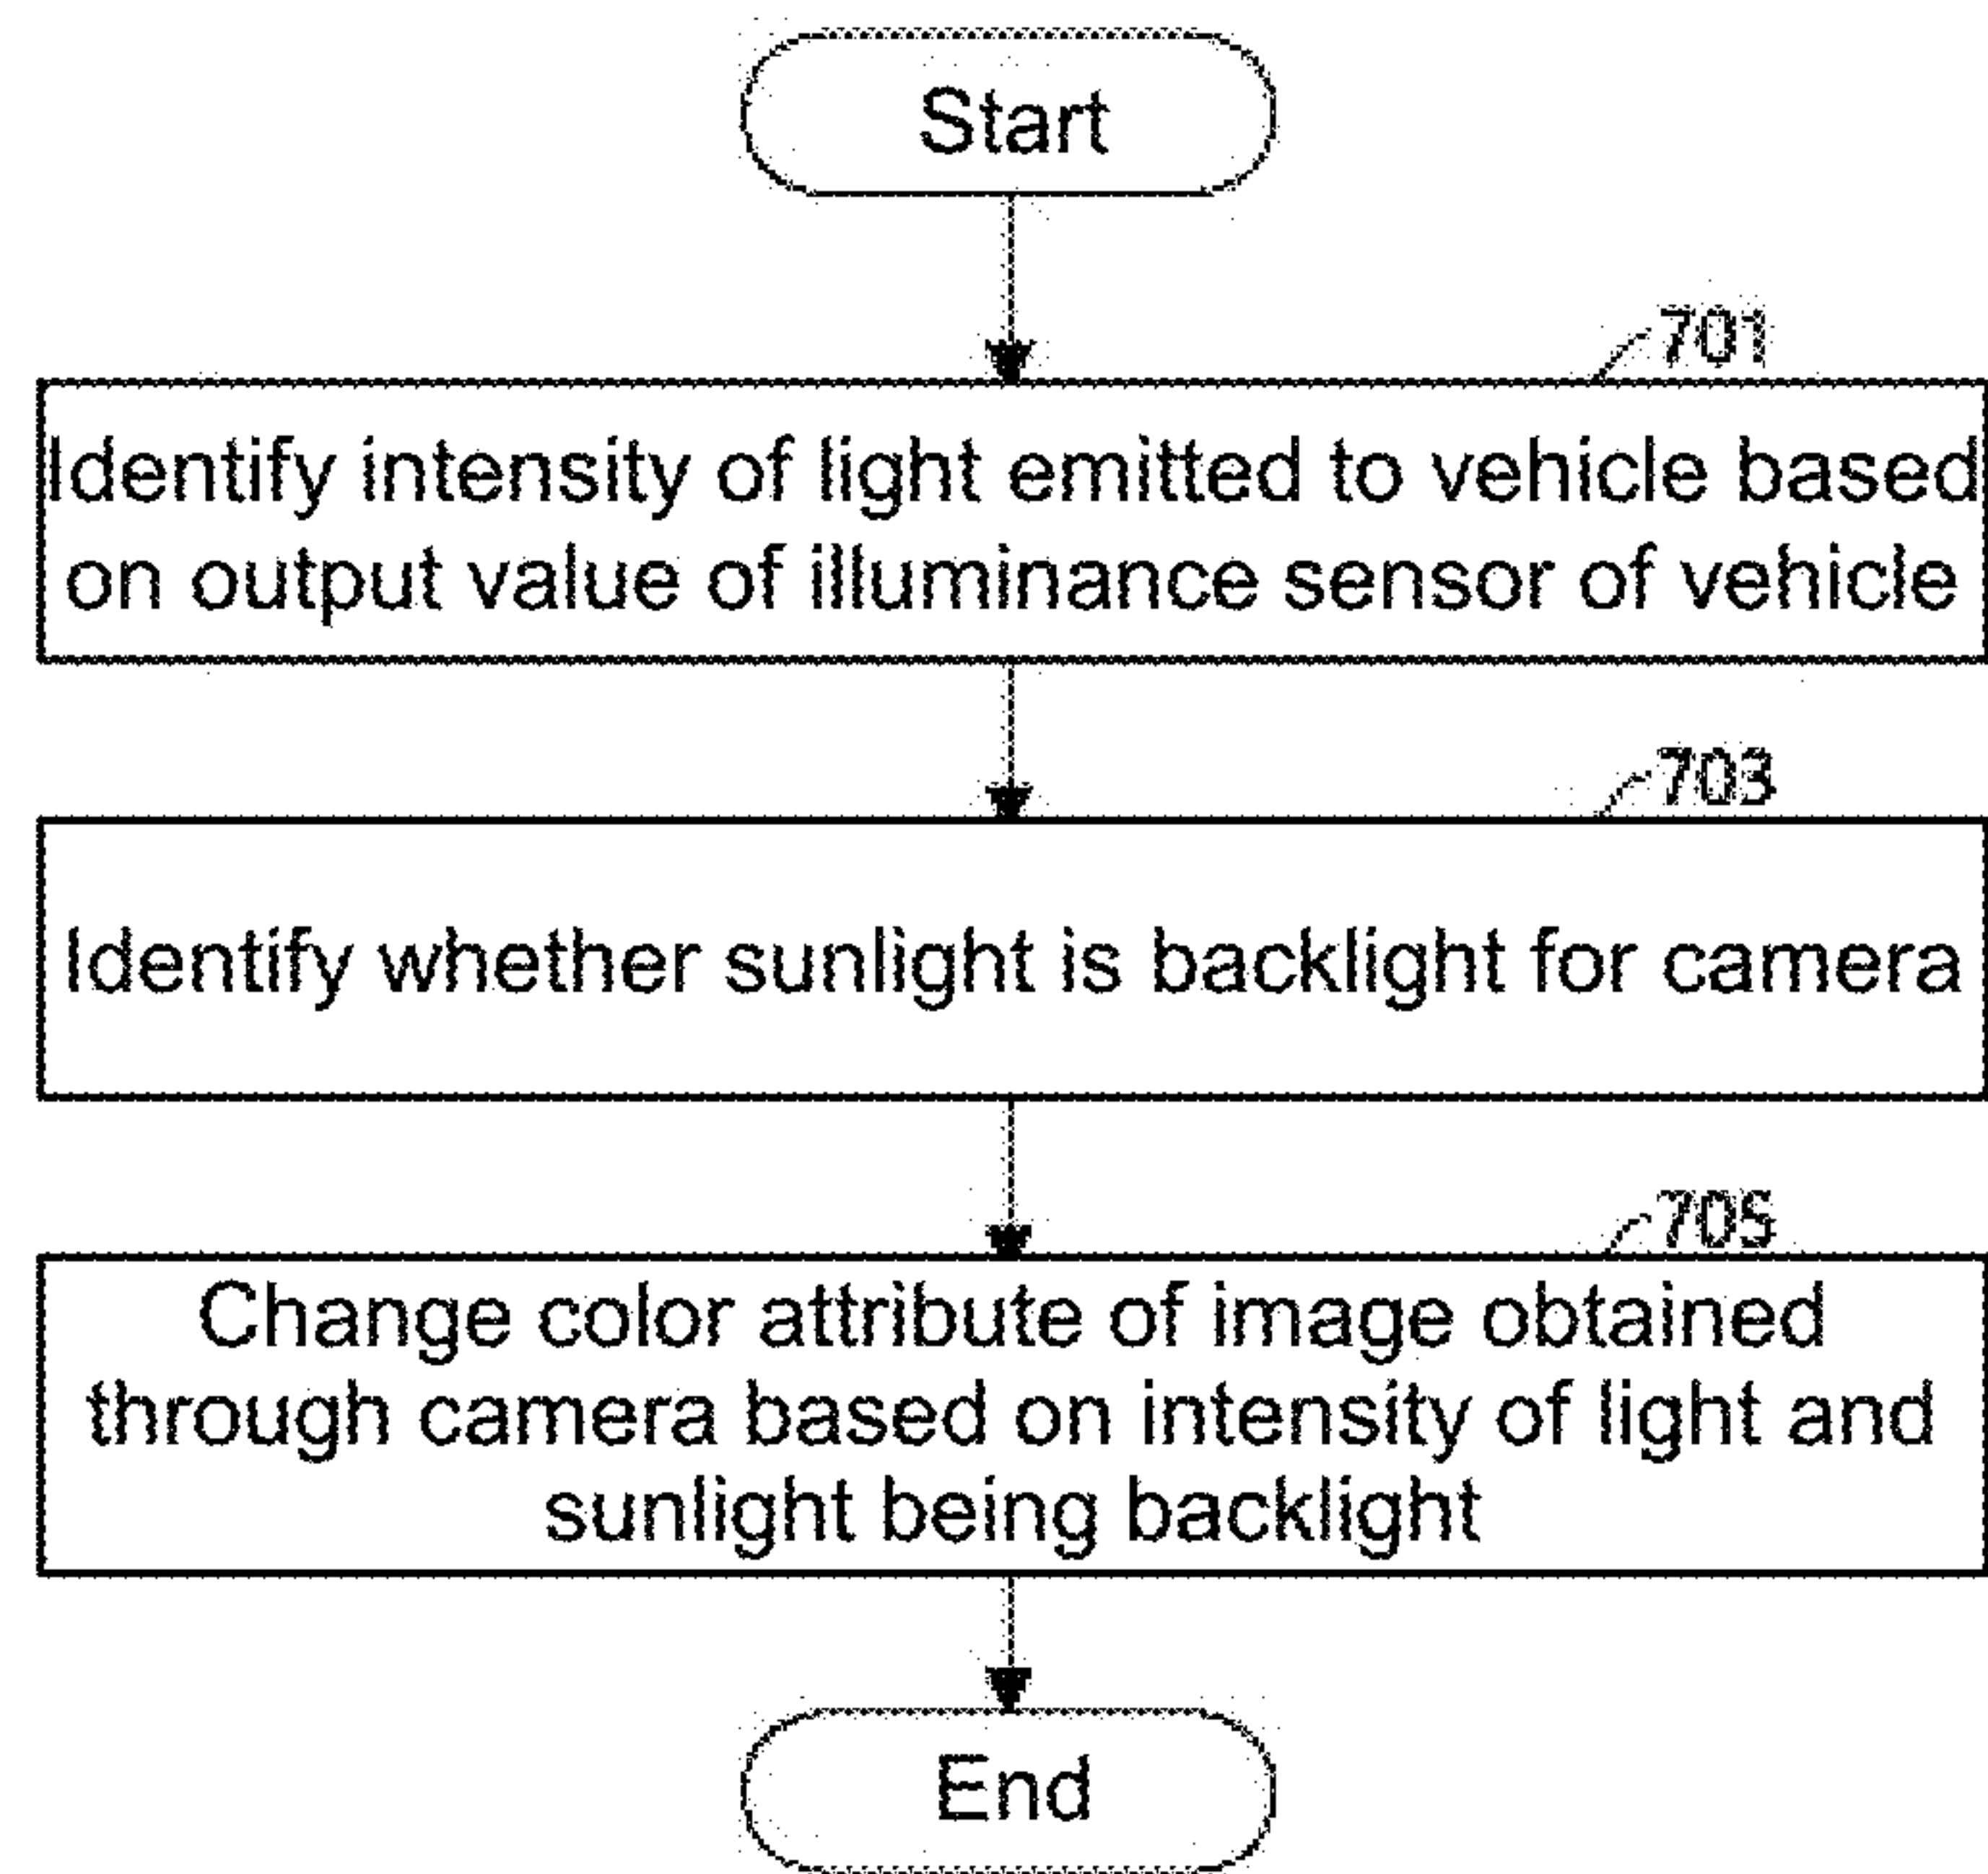 Start
701
Identify intensity of light emitted to vehicle based
on output value of illuminance sensor of vehicle
703
Identify whether sunlight is backlight for camera
705
Change color attribute of image obtained
through camera based on intensity of light and
sunlight being backlight
End